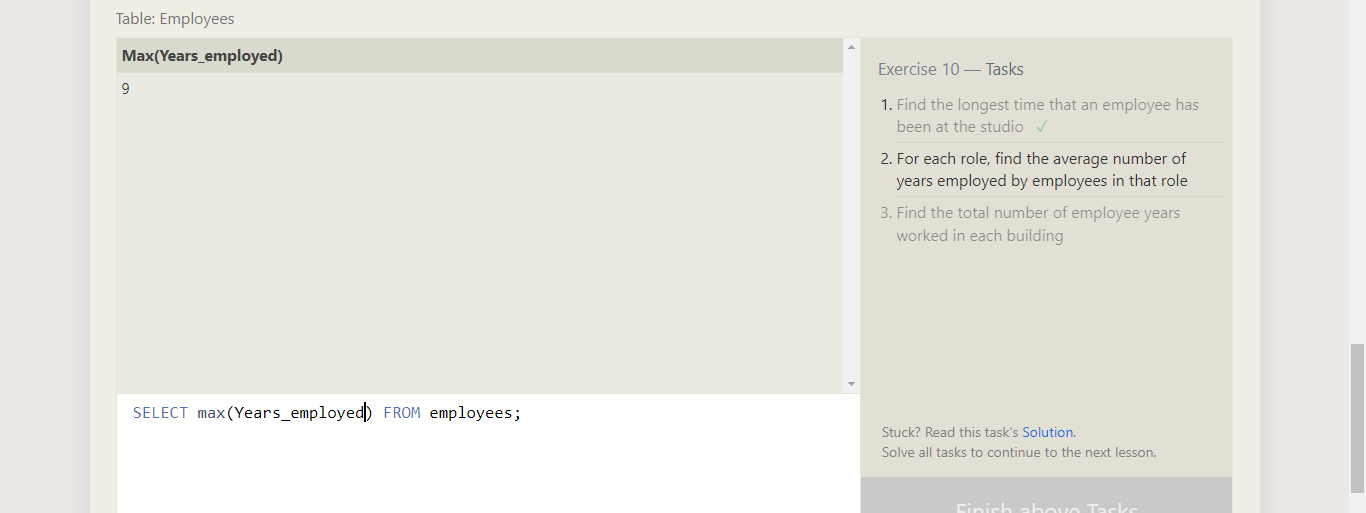 Table: Employees
Max(Years_employed)
9
SELECT max(Years_employed) FROM employees;
Exercise 10 — Tasks
1. Find the longest time that an employee has
been at the studio ✓
2. For each role, find the average number of
years employed by employees in that role
3. Find the total number of employee years
worked in each building
Stuck? Read this task's Solution.
Solve all tasks to continue to the next lesson.
Finish above Tasks